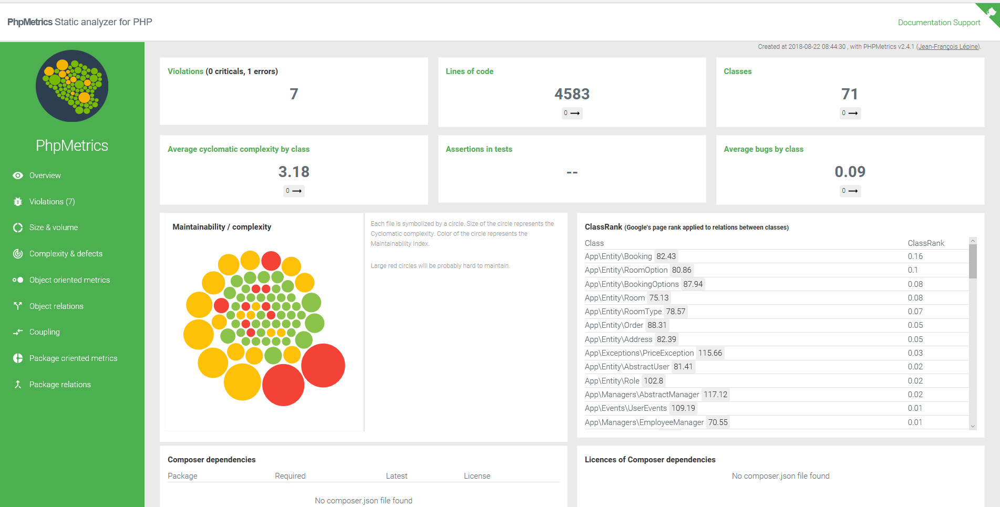 PhpMetrics Static analyzer for PHP
Documentation Support
Created at 2018-08-22 08:44:30 , with PHPMetrics v2.4.1 (Jean-François Lépine).
PhpMetrics
Overview
Violations (7)
Size & volume
Complexity & defects
Object oriented metrics
Object relations
Coupling
Package oriented metrics
Package relations
Violations (0 criticals, 1 errors)
7
Lines of code
4583
0
Classes
71
0
Average cyclomatic complexity by class
3.18
0
Assertions in tests
--
Average bugs by class
0.09
0
Maintainability / complexity
Each file is symbolized by a circle. Size of the circle represents the
Cyclomatic complexity. Color of the circle represents the
Maintainability Index.
Large red circles will be probably hard to maintain.
ClassRank (Google's page rank applied to relations between classes)
Class ClassRank
App\Entity\Booking 82.43 0.16
App\Entity\RoomOption 80.86 0.1
App\Entity\BookingOptions 87.94 0.08
App\Entity\Room 75.13 0.08
App\Entity\RoomType 78.57 0.07
App\Entity\Order 88.31 0.05
App\Entity\Address 82.39 0.05
App\Exceptions\PriceException 115.66 0.03
App\Entity\AbstractUser 81.41 0.02
App\Entity\Role 102.8 0.02
App\Managers\AbstractManager 117.12 0.02
App\Events\UserEvents 109.19 0.01
App\Managers\EmployeeManager 70.55 0.01
Composer dependencies
Package Required Latest License
No composer.json file found
Licences of Composer dependencies
No composer.json file found